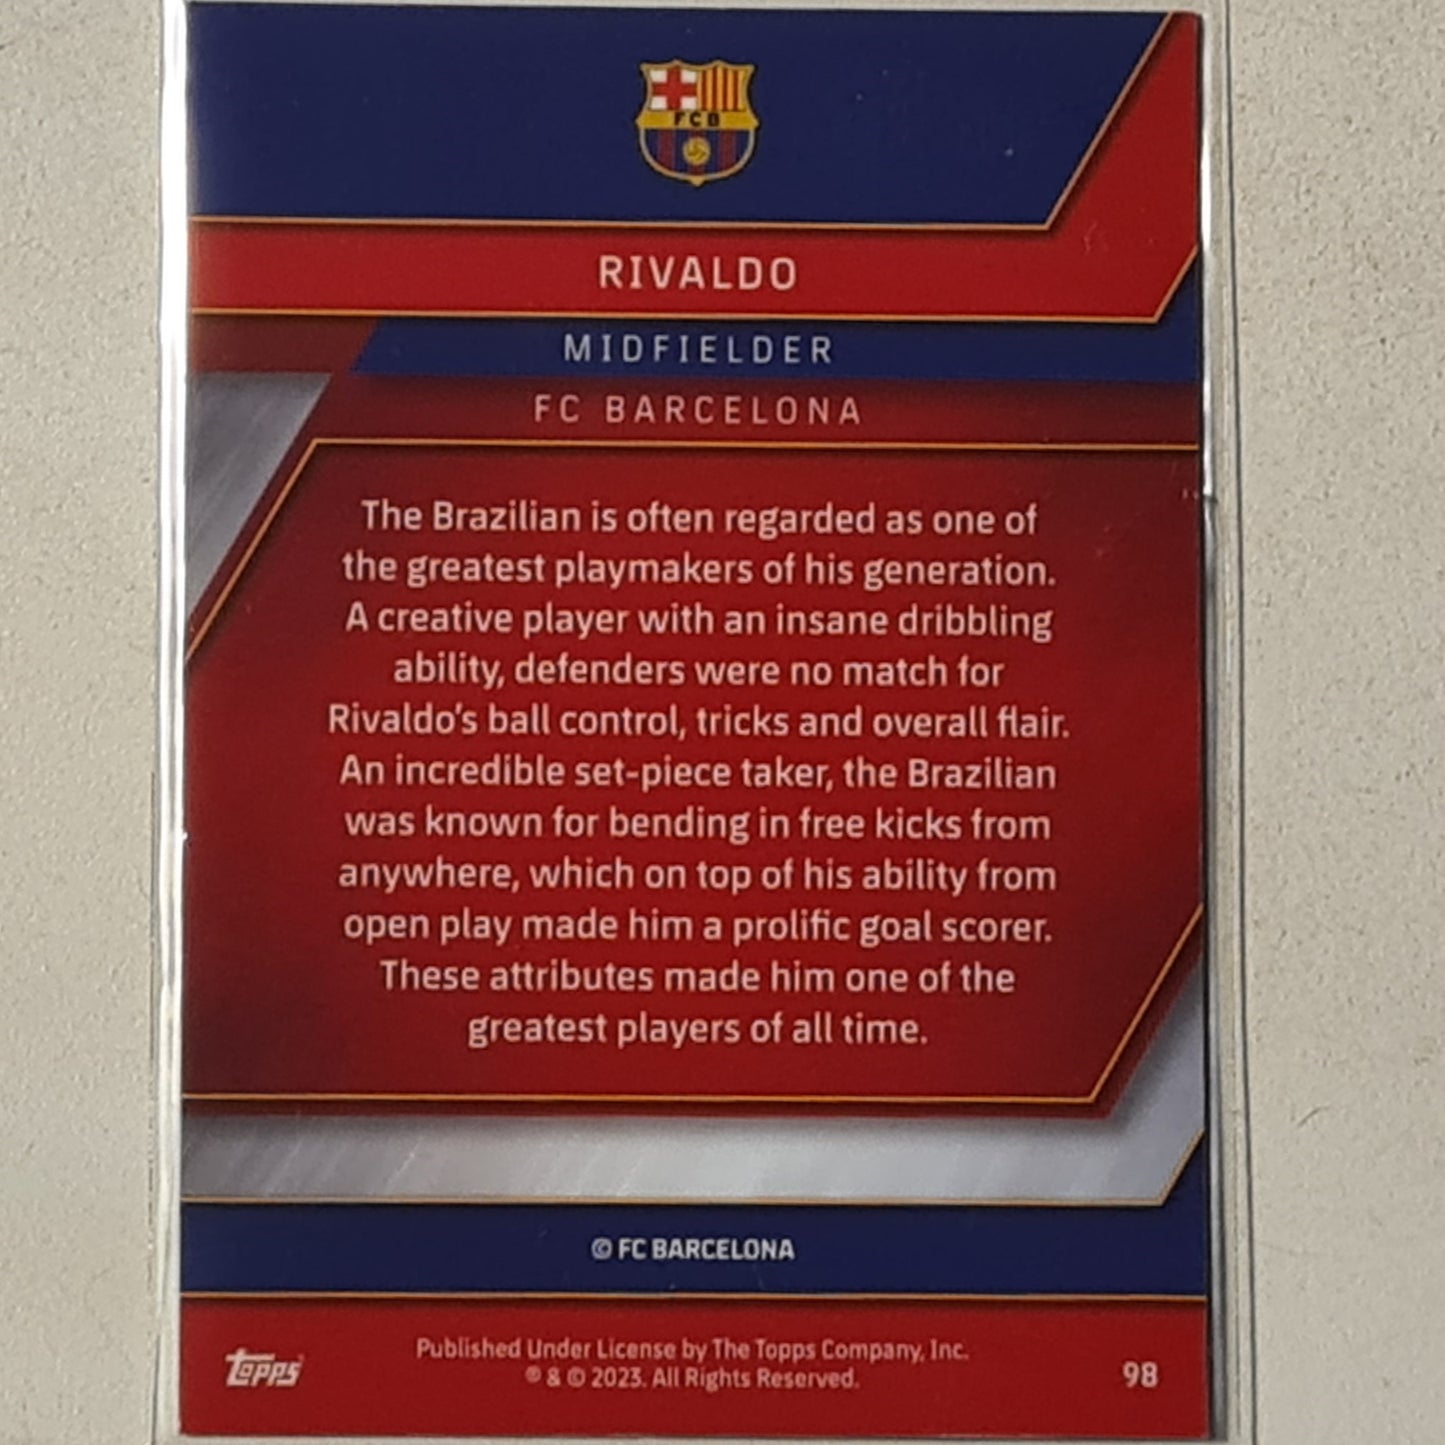 FCB
RIVALDO
MIDFIELDER
FC BARCELONA
The Brazilian is often regarded as one of
the greatest playmakers of his generation.
A creative player with an insane dribbling
ability, defenders were no match for
Rivaldo's ball control, tricks and overall flair.
An incredible set-piece taker, the Brazilian
was known for bending in free kicks from
anywhere, which on top of his ability from
open play made him a prolific goal scorer.
These attributes made him one of the
greatest players of all time.
© FC BARCELONA
Published Under License by The Topps Company, Inc.
® & © 2023. All Rights Reserved.
Topps
98